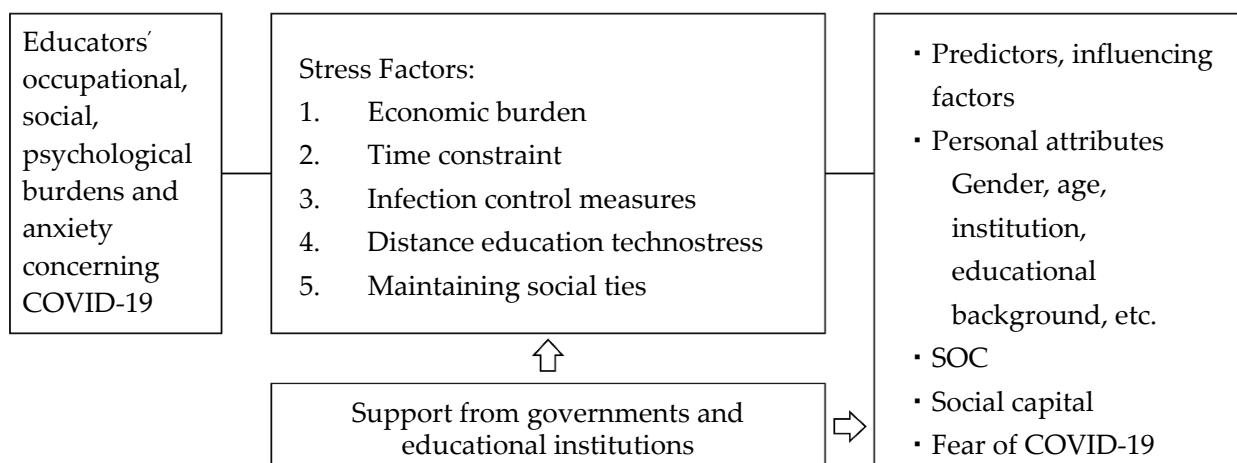 Educators′
occupational,
social,
psychological
burdens and
anxiety
concerning
COVID-19
Stress Factors:
1. Economic burden
2. Time constraint
3. Infection control measures
4. Distance education technostress
5. Maintaining social ties
Support from governments and
educational institutions
・Predictors, influencing
factors
・Personal attributes
Gender, age,
institution,
educational
background, etc.
・SOC
・Social capital
・Fear of COVID-19